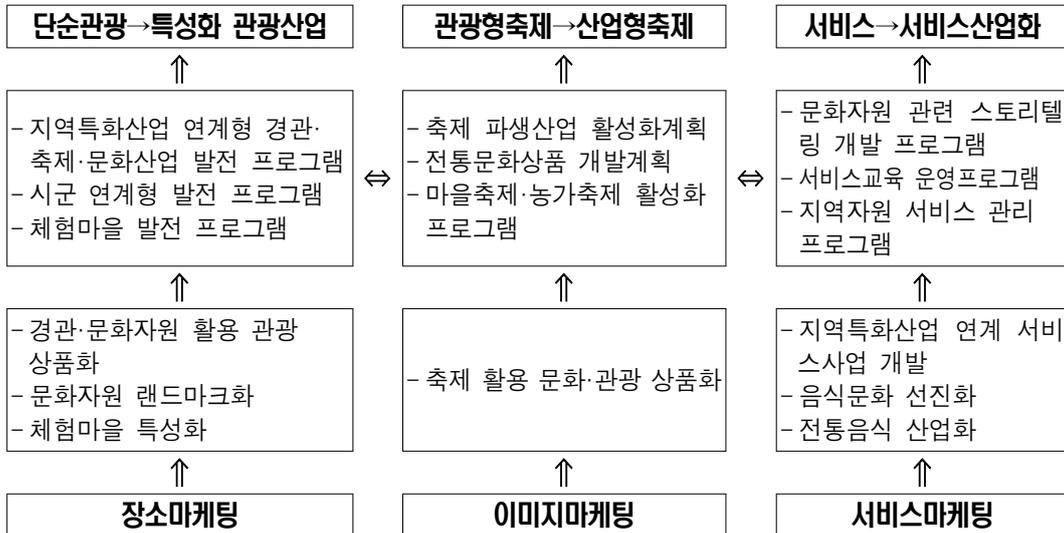 단순관광→특성화 관광산업
관광형축제→산업형축제
서비스→서비스산업화
⇑
⇑
⇑
– 지역특화산업 연계형 경관·
축제·문화산업 발전 프로그램
– 시군 연계형 발전 프로그램
– 체험마을 발전 프로그램
⇔
– 축제 파생산업 활성화계획
– 전통문화상품 개발계획
– 마을축제·농가축제 활성화
프로그램
⇔
– 문화자원 관련 스토리텔
링 개발 프로그램
– 서비스교육 운영프로그램
– 지역자원 서비스 관리
프로그램
⇑
⇑
⇑
– 경관·문화자원 활용 관광
상품화
– 문화자원 랜드마크화
– 체험마을 특성화
– 축제 활용 문화·관광 상품화
– 지역특화산업 연계 서비
스사업 개발
– 음식문화 선진화
– 전통음식 산업화
⇑
⇑
⇑
장소마케팅
이미지마케팅
서비스마케팅